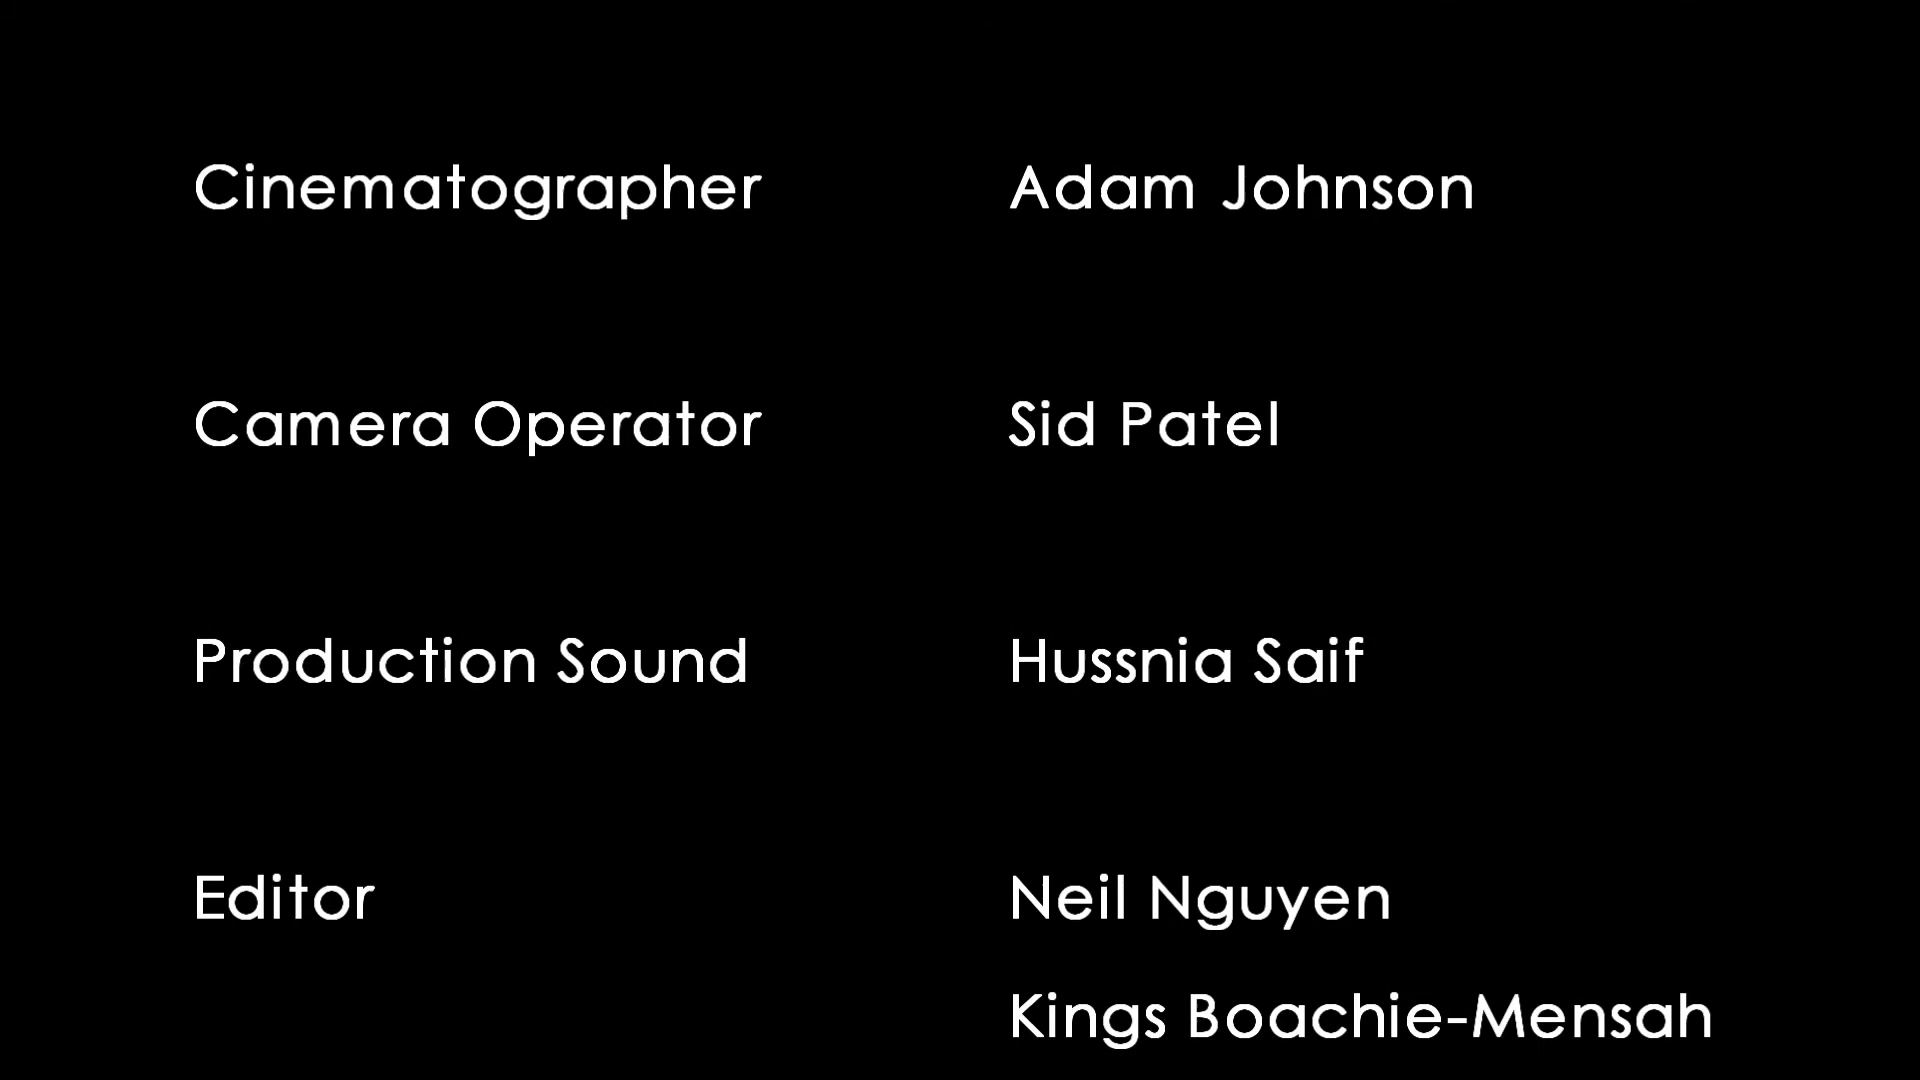 Cinematographer Adam Johnson
Camera Operator Sid Patel
Production Sound Hussnia Saif
Editor Neil Nguyen
Kings Boachie-Mensah